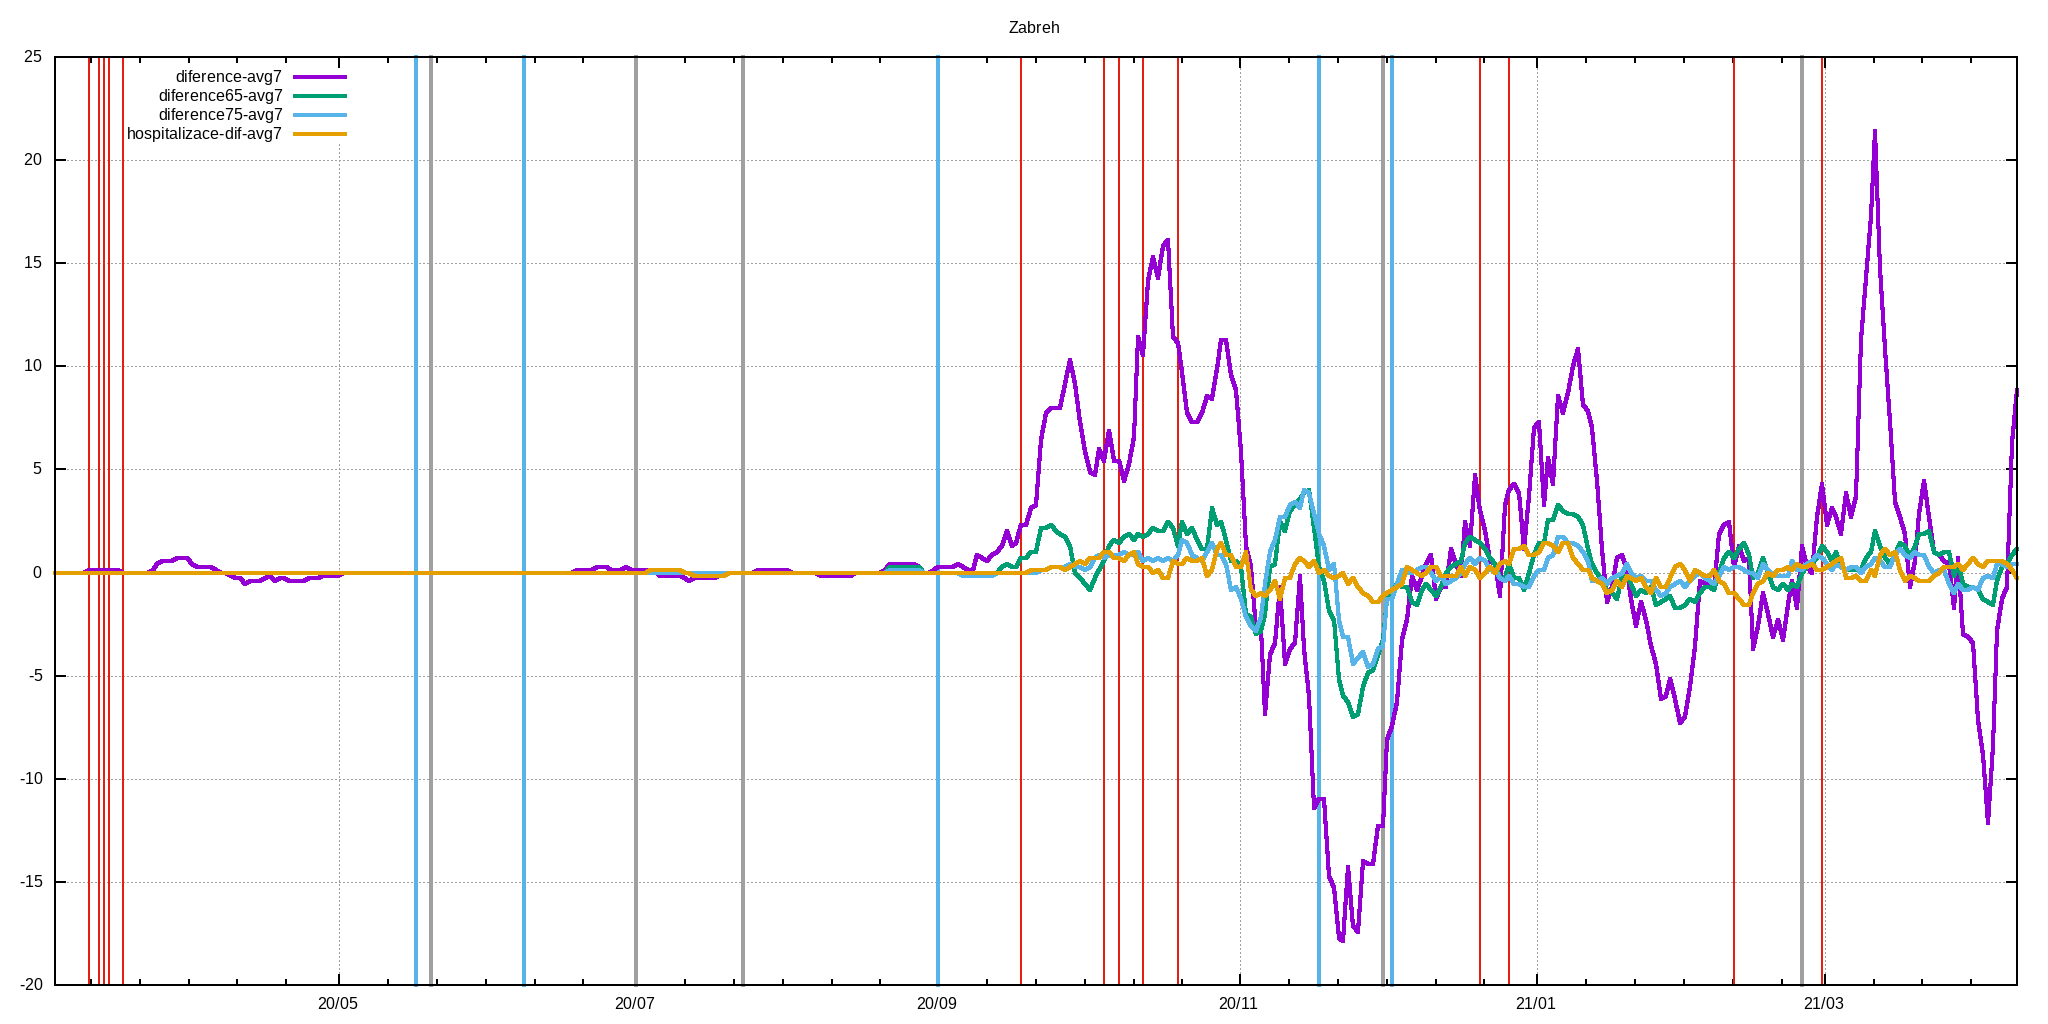 Zabreh
25
diference-avg7
diference65-avg7
diference75-avg7
hospitalizace-dif-avg7
20
15
10
5
0
-5
-10
-15
-20
20/05 20/07 20/09 20/11 21/01 21/03